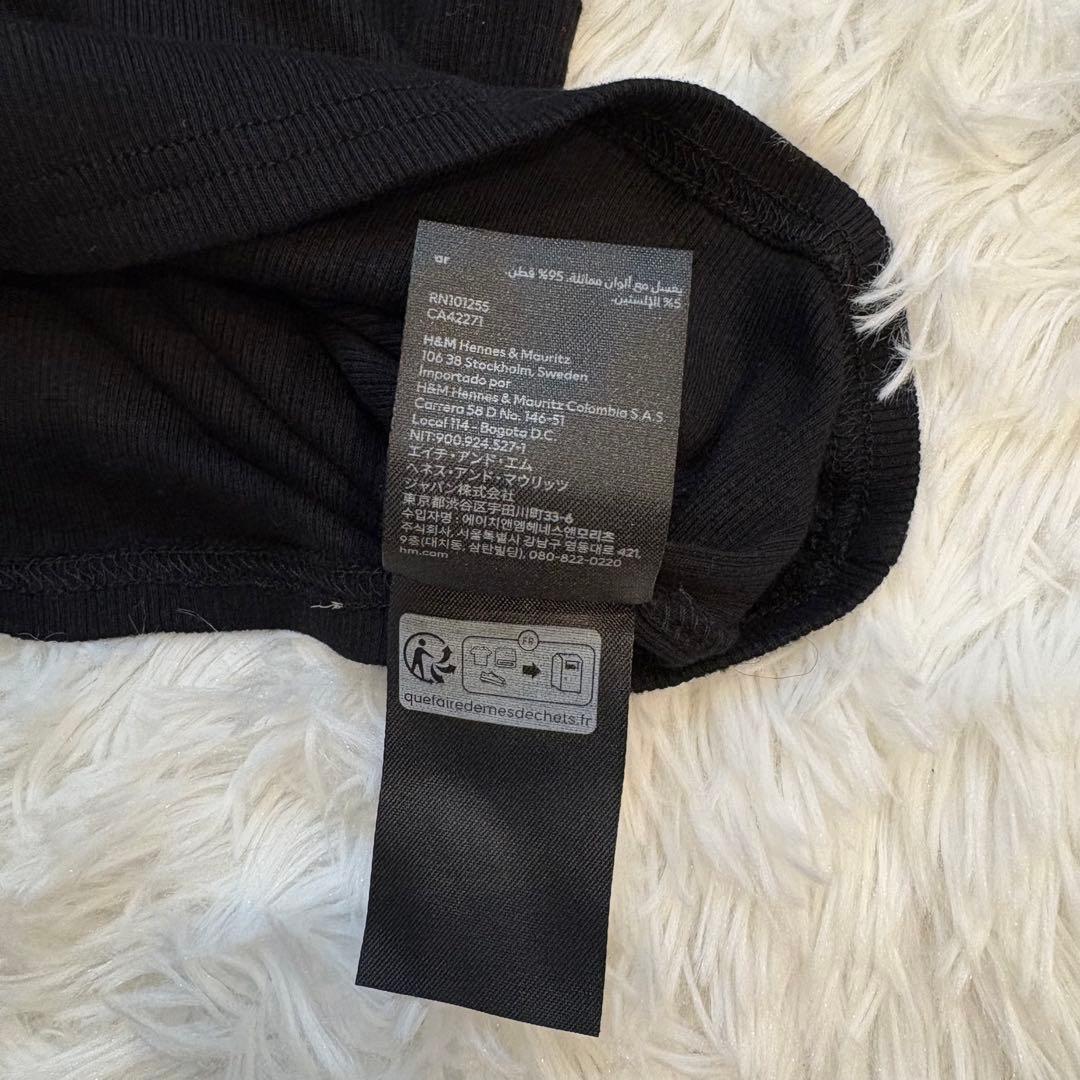 ar
يغسل مع ألوان مماثلة. 95% قطن.
5% إلإلستين.
RN101255
CA42271
H&M Hennes & Mauritz
106 38 Stockholm, Sweden
Importado por
H&M Hennes & Mauritz Colombia S.A.S
Carrera 58 D No. 146-51
Local 114 - Bogota D.C.
NIT:900.924.527-1
エイチ・アンド・エム
ヘネス・アンド・マウリッツ
ジャパン株式会社
東京都渋谷区宇田川町33-6
수입자명 : 에이치앤엠헤네스앤모리츠
주식회사, 서울특별시 강남구 영동대로 421,
9층(대치동, 삼탄빌딩), 080-822-0220
hm.com
FR
quefairedemesdechets.fr